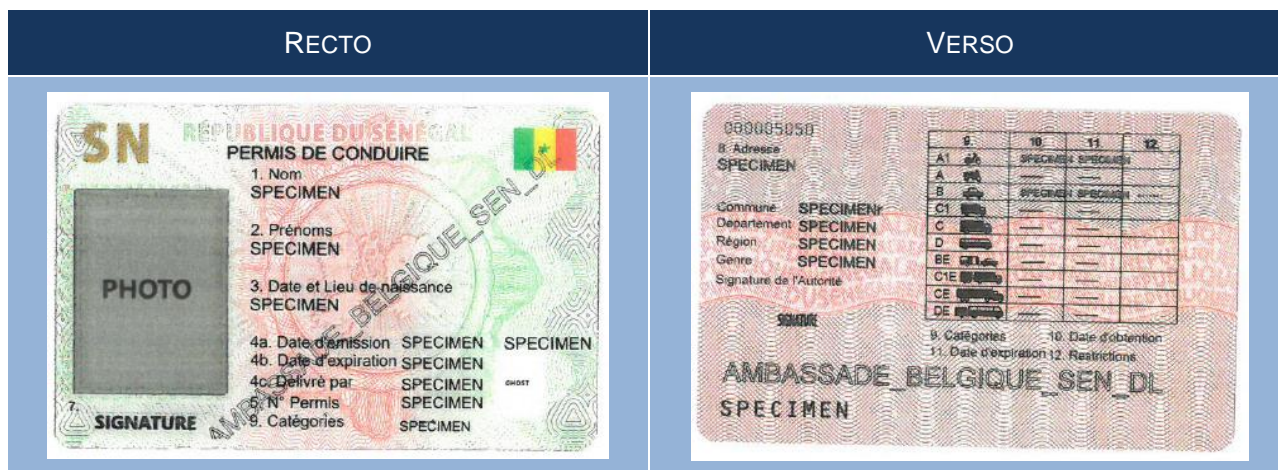 RECTO
VERSO
SN
RÉPUBLIQUE DU SÉNÉGAL
PERMIS DE CONDUIRE
1. Nom
SPECIMEN
2. Prénoms
SPECIMEN
PHOTO
3. Date et Lieu de naissance
SPECIMEN
4a. Date d'émission SPECIMEN SPECIMEN
4b. Date d'expiration SPECIMEN
4c. Délivré par SPECIMEN GHOST
5. N° Permis SPECIMEN
7. SIGNATURE
9. Catégories SPECIMEN
AMBASSADE_BELGIQUE_SEN_DL
000005050
8. Adresse
SPECIMEN
Commune SPECIMENr
Département SPECIMEN
Région SPECIMEN
Genre SPECIMEN
Signature de l'Autorité
SIGNATURE
9. 10. 11. 12.
A1 SPECIMEN SPECIMEN
A
B SPECIMEN SPECIMEN
C1
C
D
BE
C1E
CE
DE
9. Catégories 10. Date d'obtention
11. Date d'expiration 12. Restrictions
AMBASSADE_BELGIQUE_SEN_DL
SPECIMEN